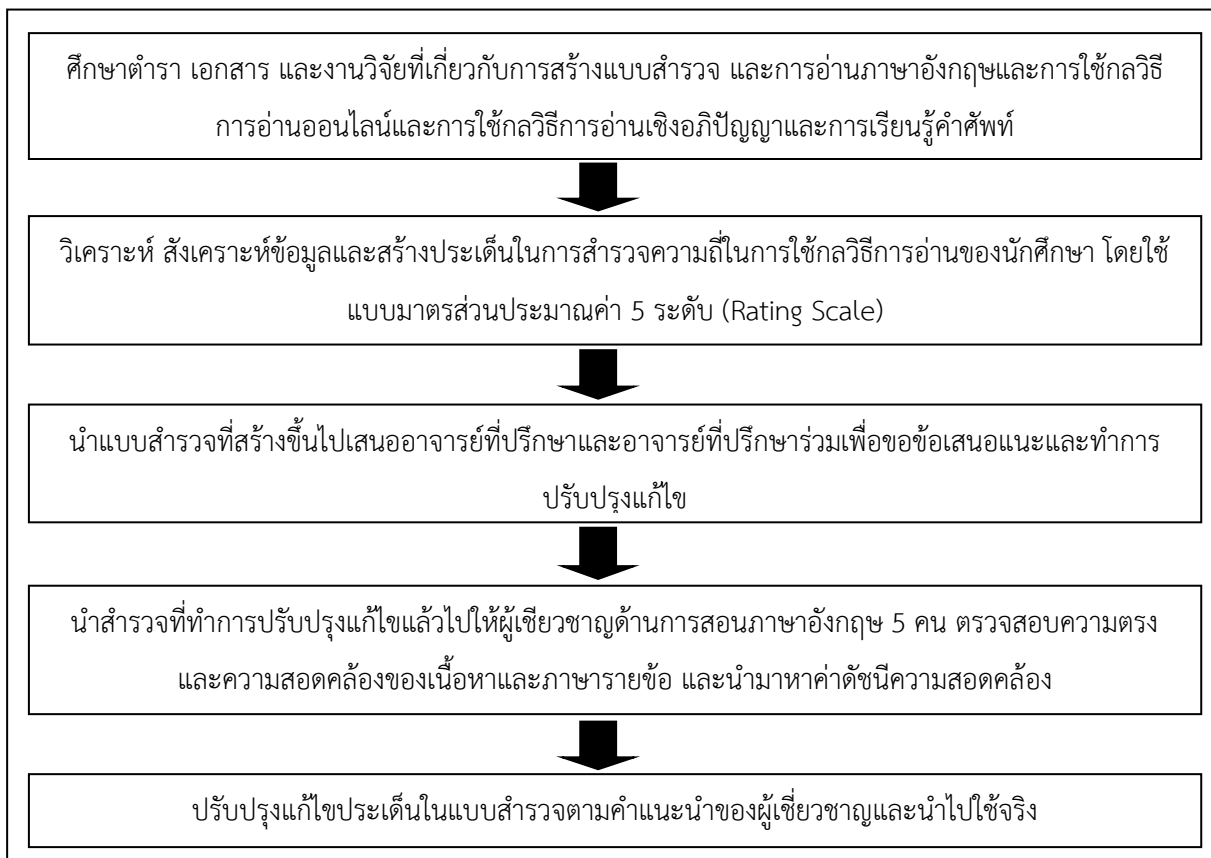 ศึกษาตำรา เอกสาร และงานวิจัยที่เกี่ยวกับการสร้างแบบสำรวจ และการอ่านภาษาอังกฤษและการใช้กลวิธี
การอ่านออนไลน์และการใช้กลวิธีการอ่านเชิงอภิปัญญาและการเรียนรู้คำศัพท์
วิเคราะห์ สังเคราะห์ข้อมูลและสร้างประเด็นในการสำรวจความถี่ในการใช้กลวิธีการอ่านของนักศึกษา โดยใช้
แบบมาตรส่วนประมาณค่า 5 ระดับ (Rating Scale)
นำแบบสำรวจที่สร้างขึ้นไปเสนออาจารย์ที่ปรึกษาและอาจารย์ที่ปรึกษาร่วมเพื่อขอข้อเสนอแนะและทำการ
ปรับปรุงแก้ไข
นำสำรวจที่ทำการปรับปรุงแก้ไขแล้วไปให้ผู้เชี่ยวชาญด้านการสอนภาษาอังกฤษ 5 คน ตรวจสอบความตรง
และความสอดคล้องของเนื้อหาและภาษารายข้อ และนำมาหาค่าดัชนีความสอดคล้อง
ปรับปรุงแก้ไขประเด็นในแบบสำรวจตามคำแนะนำของผู้เชี่ยวชาญและนำไปใช้จริง